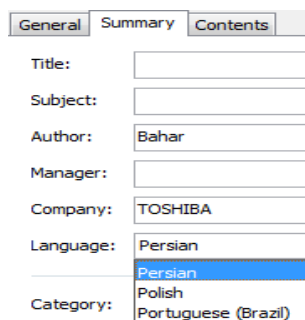 General Summary Contents
Title:
Subject:
Author: Bahar
Manager:
Company: TOSHIBA
Language: Persian
Persian
Polish
Category: Portuguese (Brazil)